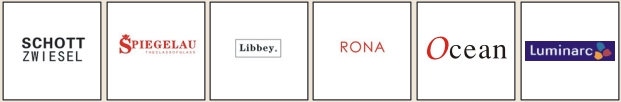 SCHOTT
ZWIESEL
SPIEGELAU
Libbey.
RONA
Ocean
Luminarc